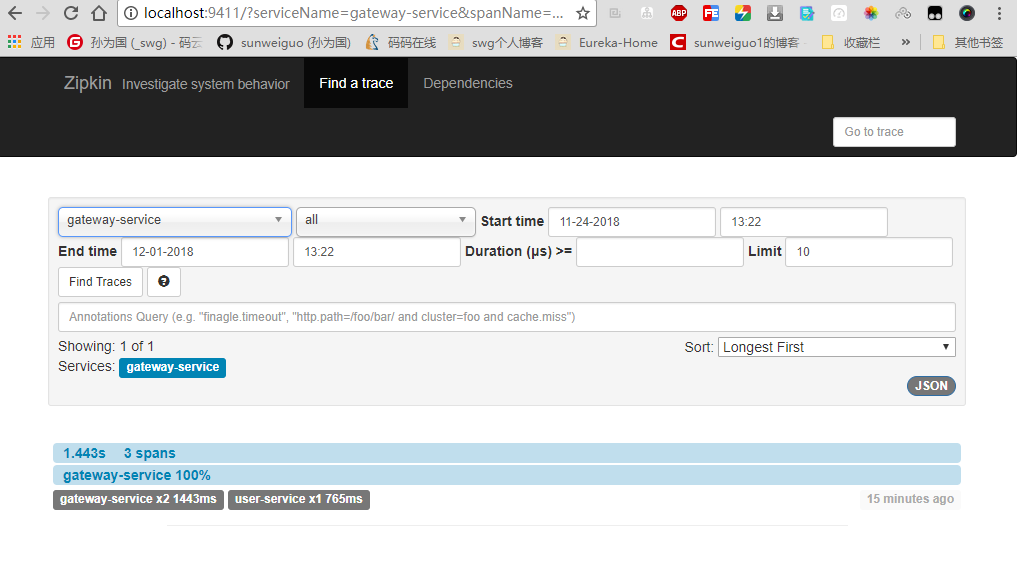 localhost:9411/?serviceName=gateway-service&spanName=...
ABP
应用 孙为国 (_swg) - 码云 sunweiguo (孙为国) 码码在线 swg个人博客 Eureka-Home sunweiguo1的博客 收藏栏 » 其他书签
Zipkin Investigate system behavior Find a trace Dependencies
Go to trace
gateway-service all Start time 11-24-2018 13:22
End time 12-01-2018 13:22 Duration (μs) >= Limit 10
Find Traces ?
Annotations Query (e.g. "finagle.timeout", "http.path=/foo/bar/ and cluster=foo and cache.miss")
Showing: 1 of 1 Sort: Longest First
Services: gateway-service
JSON
1.443s 3 spans
gateway-service 100%
gateway-service x2 1443ms user-service x1 765ms 15 minutes ago